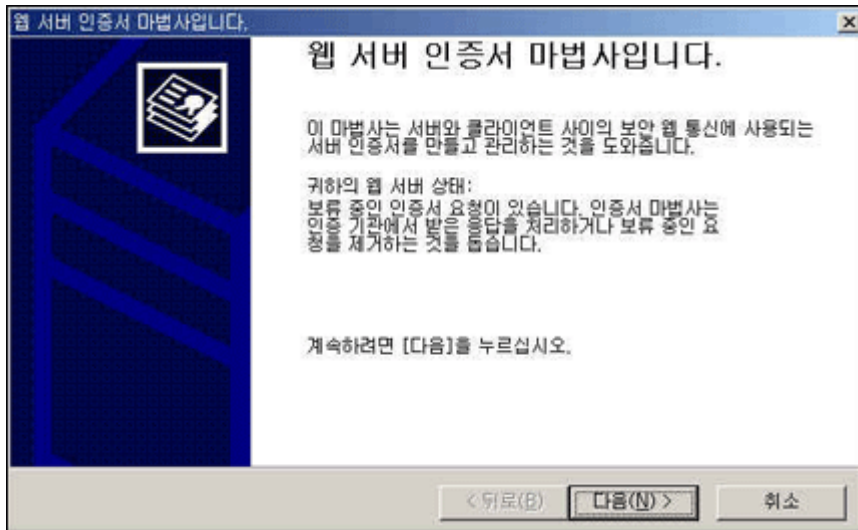 웹 서버 인증서 마법사입니다.
웹 서버 인증서 마법사입니다.
이 마법사는 서버와 클라이언트 사이의 보안 웹 통신에 사용되는
서버 인증서를 만들고 관리하는 것을 도와줍니다.
귀하의 웹 서버 상태:
보류 중인 인증서 요청이 있습니다. 인증서 마법사는
인증 기관에서 받은 응답을 처리하거나 보류 중인 요
청을 제거하는 것을 돕습니다.
계속하려면 [다음]을 누르십시오.
< 뒤로(B)
다음(N) >
취소